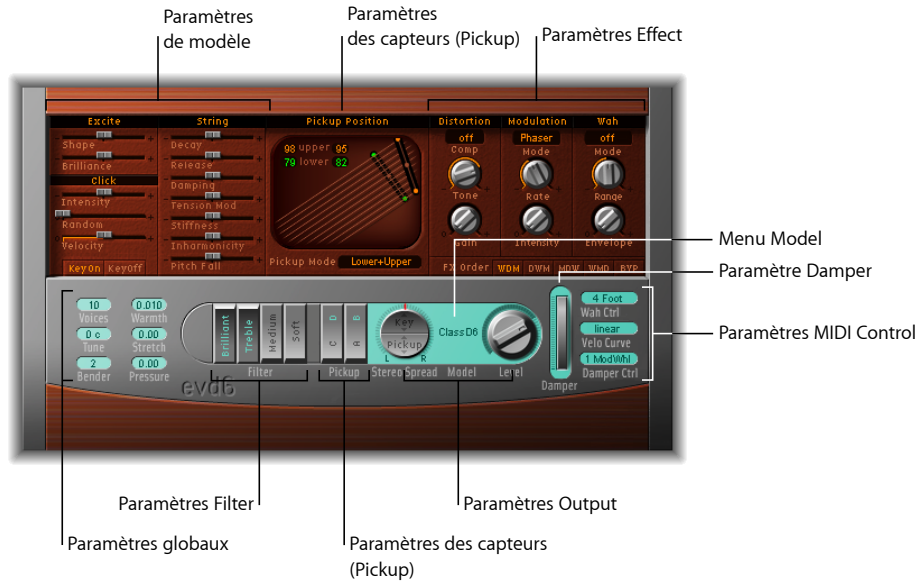 Paramètres
de modèle
Paramètres
des capteurs (Pickup)
Paramètres Effect
Excite
String
Pickup Position
Distortion
Modulation
Wah
Shape
Brilliance
Click
Intensity
Random
Velocity
KeyOn KeyOff
Decay
Release
Damping
Tension Mod
Stiffness
Inharmonicity
Pitch Fall
98 upper 95
79 lower 82
Pickup Mode Lower+Upper
off
Comp
Tone
Gain
Phaser
Mode
Rate
Intensity
off
Mode
Range
Envelope
FX Order WDM DWM MDW WMD BYP
Menu Model
Paramètre Damper
Paramètres MIDI Control
10
Voices
0 c
Tune
2
Bender
0.010
Warmth
0.00
Stretch
0.00
Pressure
evd6
Brilliant
Treble
Medium
Soft
Filter
C D
A B
Pickup
Key
Pickup
L R
Stereo Spread
ClassD6
Model
Level
Damper
4 Foot
Wah Ctrl
linear
Velo Curve
1 ModWhl
Damper Ctrl
Paramètres Filter
Paramètres Output
Paramètres globaux
Paramètres des capteurs
(Pickup)